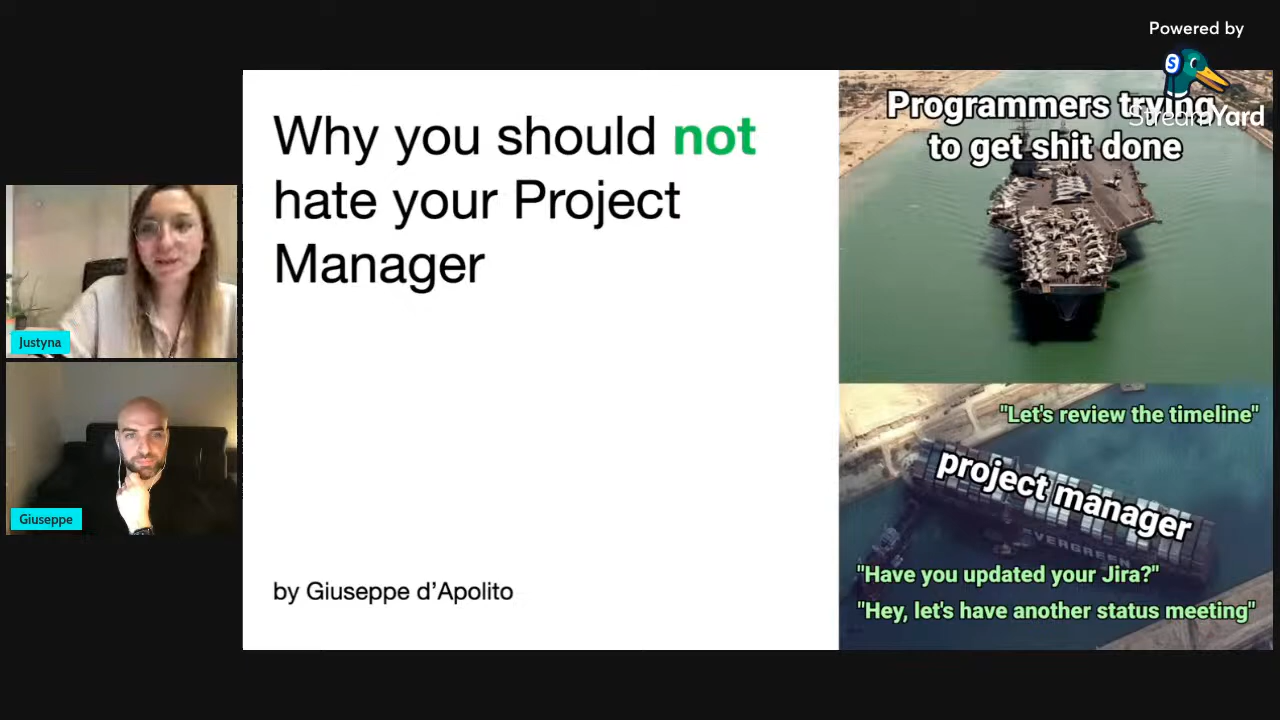 Powered by
S
StreamYard
Why you should not
hate your Project
Manager
by Giuseppe d’Apolito
Programmers trying
to get shit done
"Let's review the timeline"
project manager
EVERGREEN
"Have you updated your Jira?"
"Hey, let's have another status meeting"
Justyna
Giuseppe